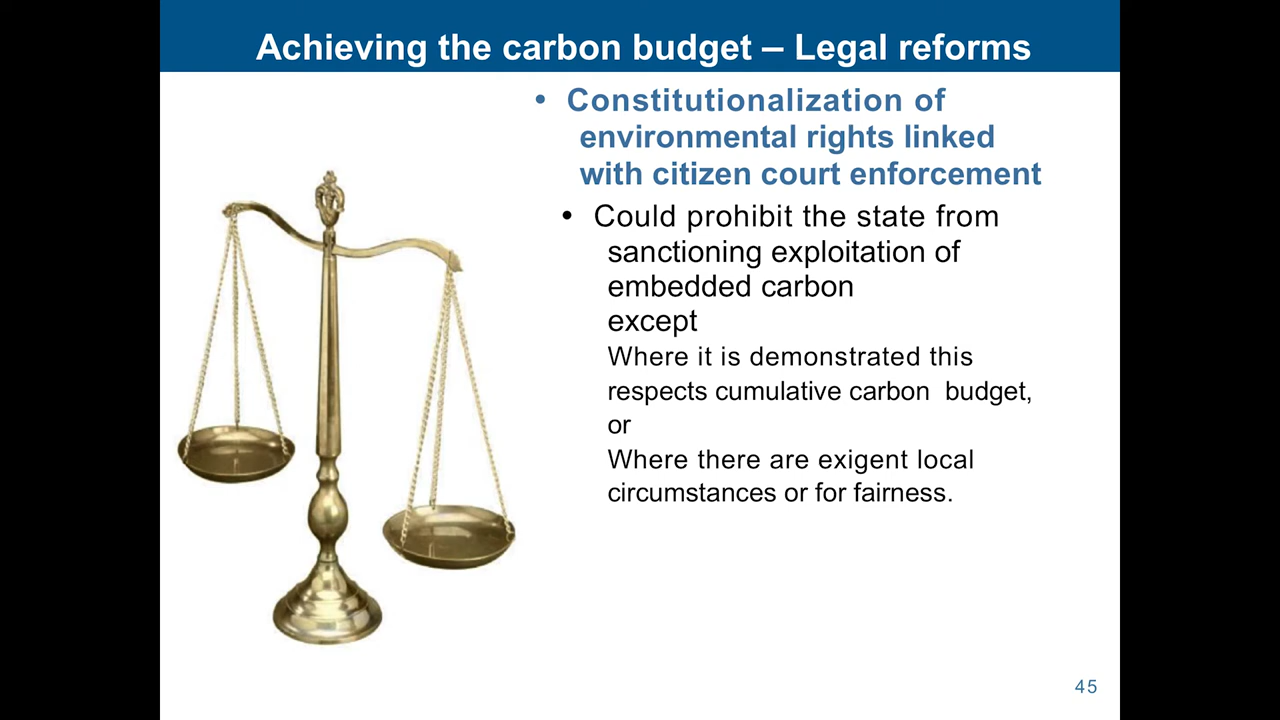 Achieving the carbon budget – Legal reforms
• Constitutionalization of
environmental rights linked
with citizen court enforcement
• Could prohibit the state from
sanctioning exploitation of
embedded carbon
except
Where it is demonstrated this
respects cumulative carbon  budget,
or
Where there are exigent local
circumstances or for fairness.
45